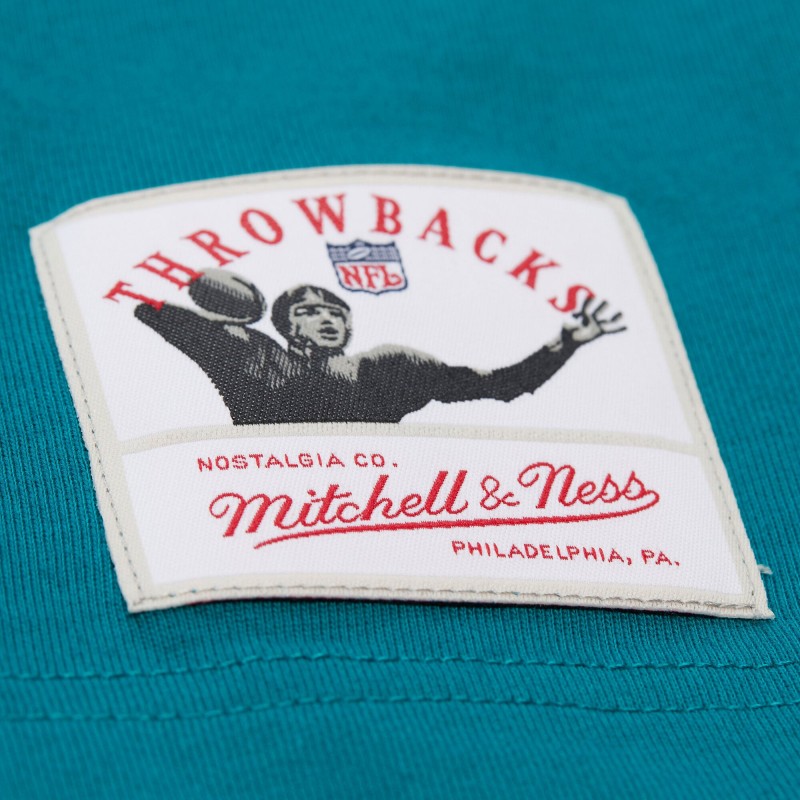 THROWBACKS
NFL
NOSTALGIA CO.
Mitchell & Ness
PHILADELPHIA, PA.